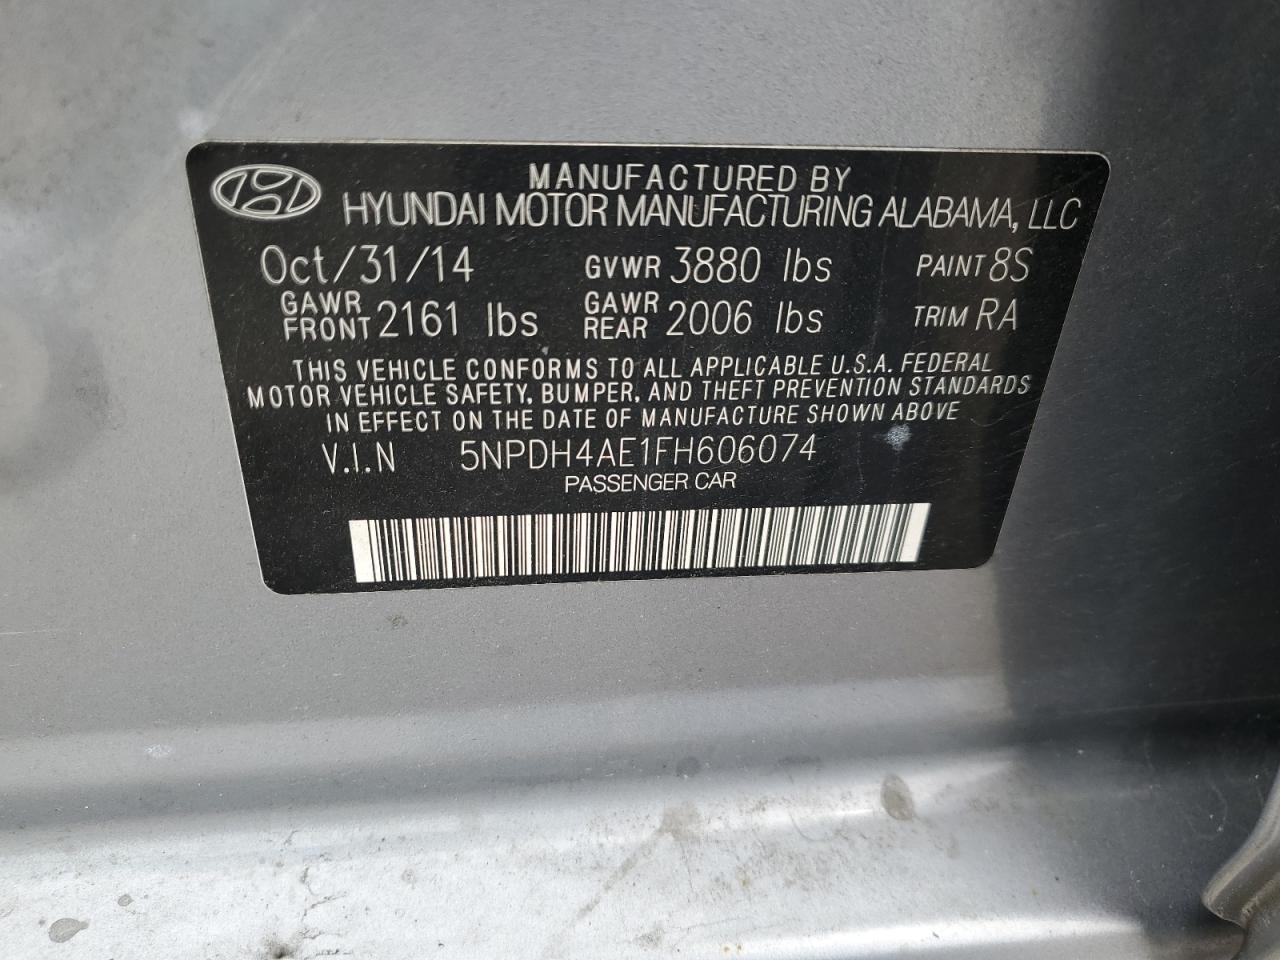 MANUFACTURED BY
HYUNDAI MOTOR MANUFACTURING ALABAMA, LLC
Oct/31/14 GVWR 3880 lbs PAINT 8S
GAWR FRONT 2161 lbs GAWR REAR 2006 lbs TRIM RA
THIS VEHICLE CONFORMS TO ALL APPLICABLE U.S.A. FEDERAL
MOTOR VEHICLE SAFETY, BUMPER, AND THEFT PREVENTION STANDARDS
IN EFFECT ON THE DATE OF MANUFACTURE SHOWN ABOVE
V.I.N 5NPDH4AE1FH606074
PASSENGER CAR